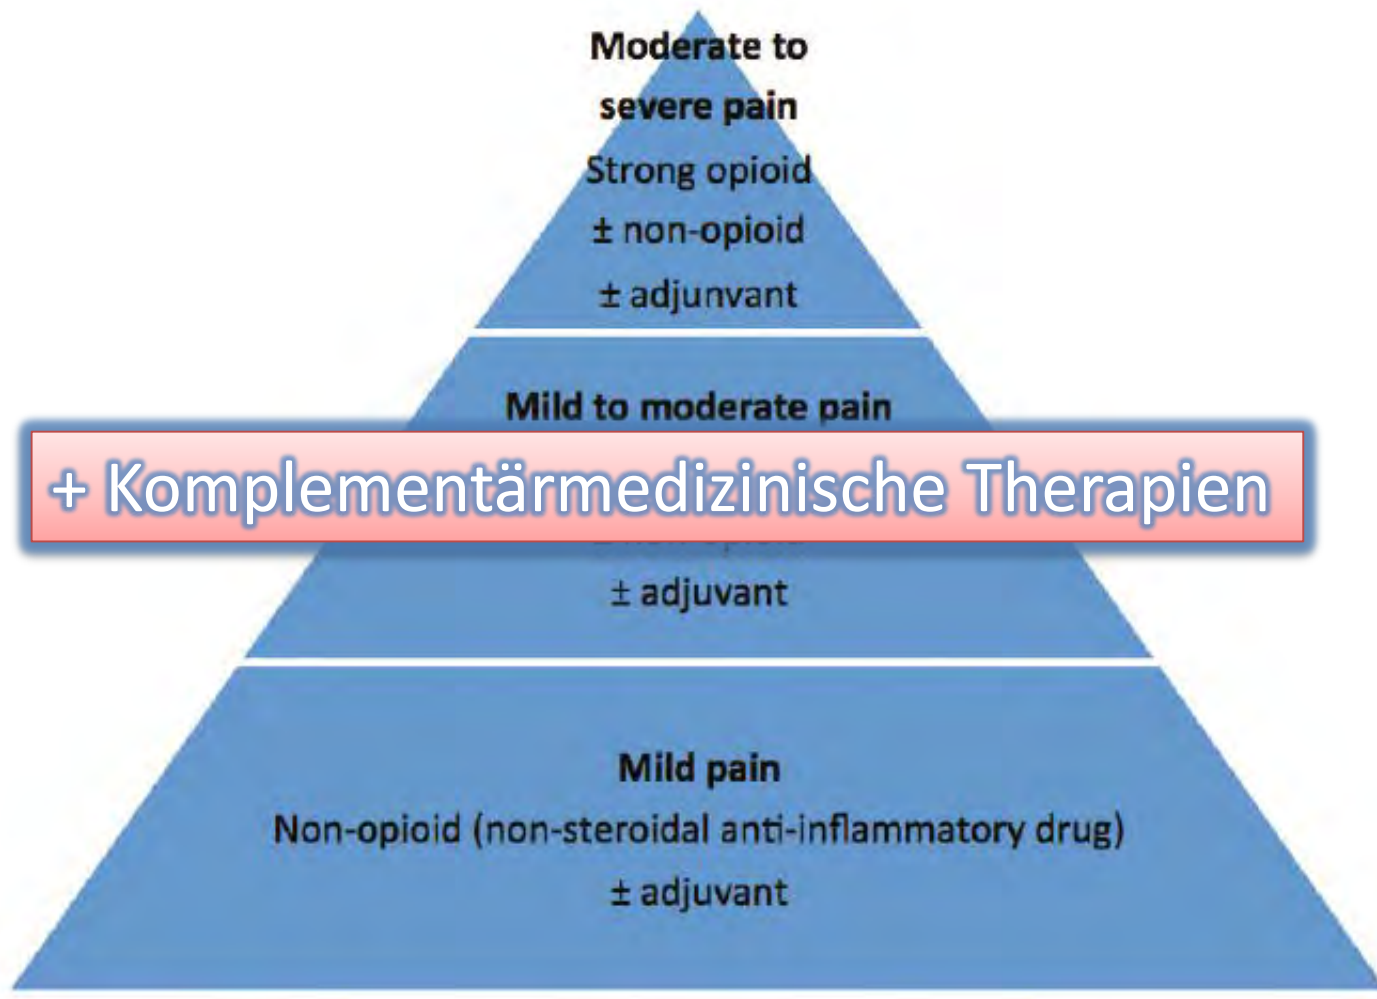 Moderate to
severe pain
Strong opioid
± non-opioid
± adjunvant
Mild to moderate pain
+ Komplementärmedizinische Therapien
± adjuvant
Mild pain
Non-opioid (non-steroidal anti-inflammatory drug)
± adjuvant